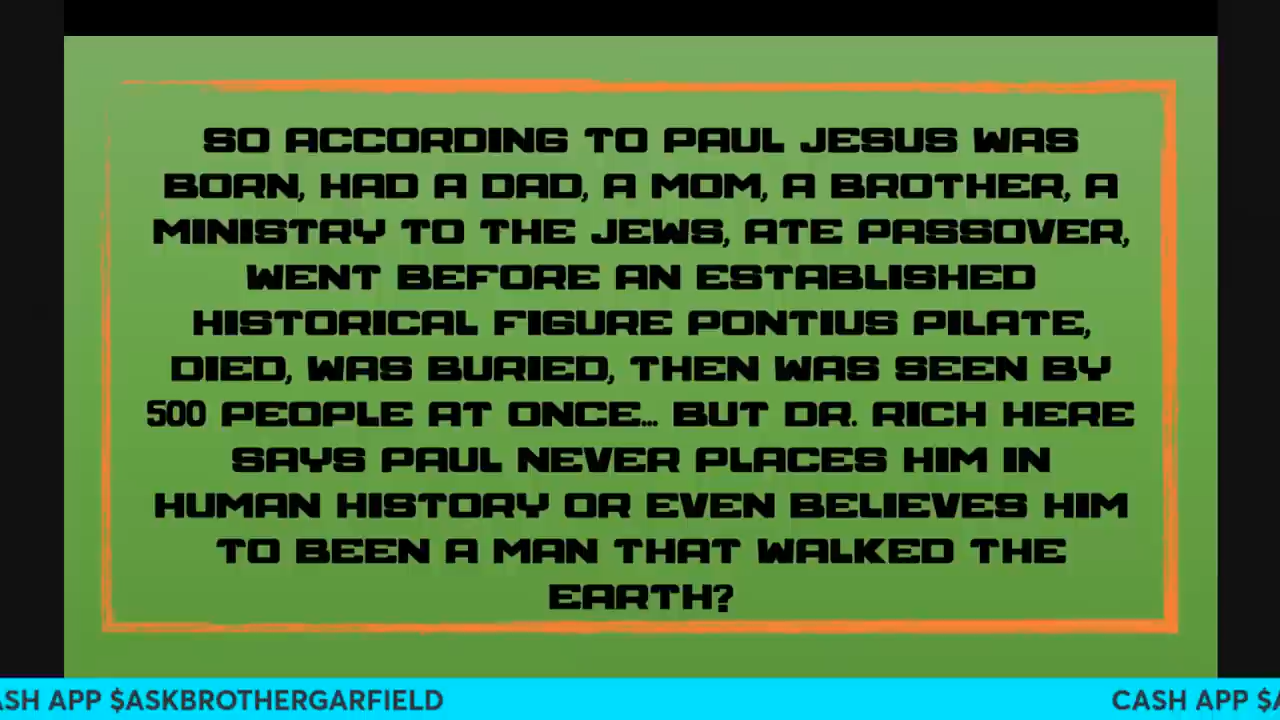 SO ACCORDING TO PAUL JESUS WAS
BORN, HAD A DAD, A MOM, A BROTHER, A
MINISTRY TO THE JEWS, ATE PASSOVER,
WENT BEFORE AN ESTABLISHED
HISTORICAL FIGURE PONTIUS PILATE,
DIED, WAS BURIED, THEN WAS SEEN BY
500 PEOPLE AT ONCE... BUT DR. RICH HERE
SAYS PAUL NEVER PLACES HIM IN
HUMAN HISTORY OR EVEN BELIEVES HIM
TO BEEN A MAN THAT WALKED THE
EARTH?
ASH APP $ASKBROTHERGARFIELD CASH APP $A